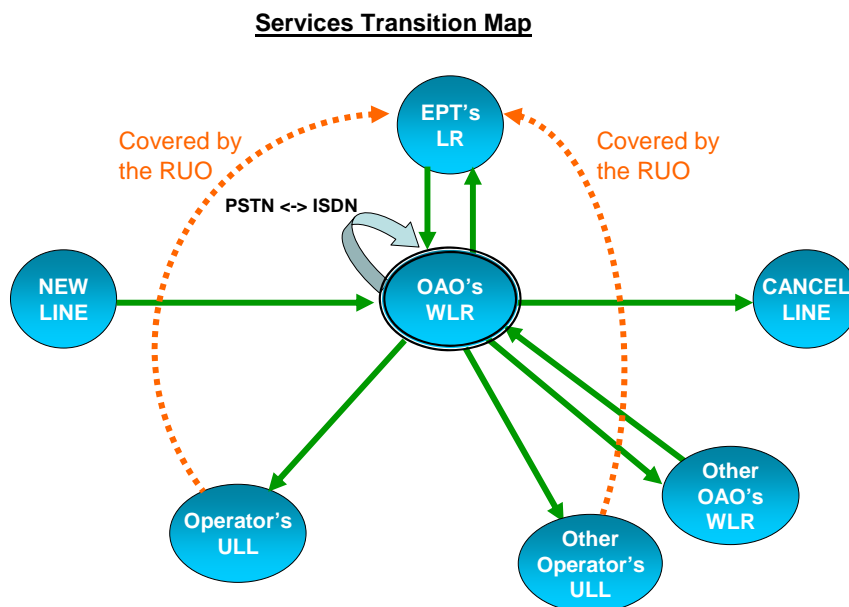 Services Transition Map
EPT's
LR
Covered by
the RUO
Covered by
the RUO
PSTN <-> ISDN
NEW
LINE
OAO's
WLR
CANCEL
LINE
Other
OAO's
WLR
Operator's
ULL
Other
Operator's
ULL